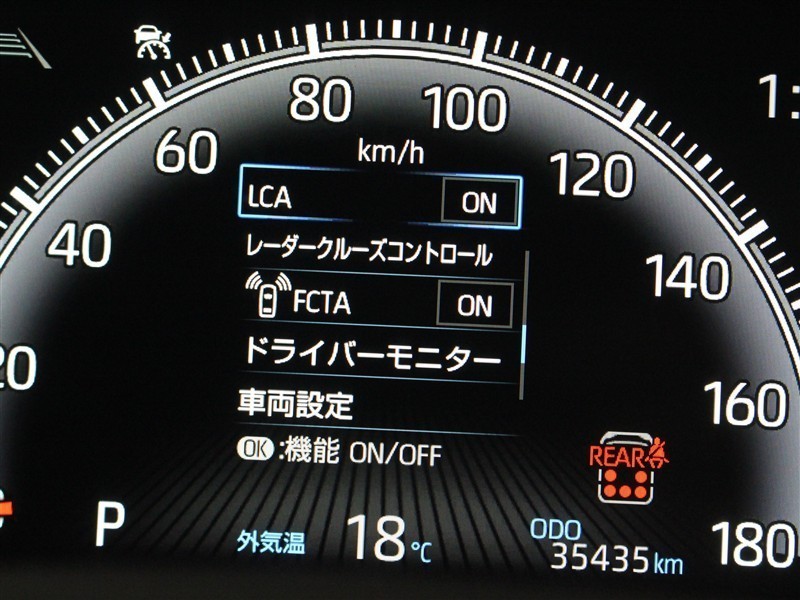 80
100
60
km/h
120
LCA ON
40
レーダークルーズコントロール
140
FCTA ON
20
ドライバーモニター
160
車両設定
OK:機能 ON/OFF
REAR
P
外気温 18℃
ODO
35435km
180